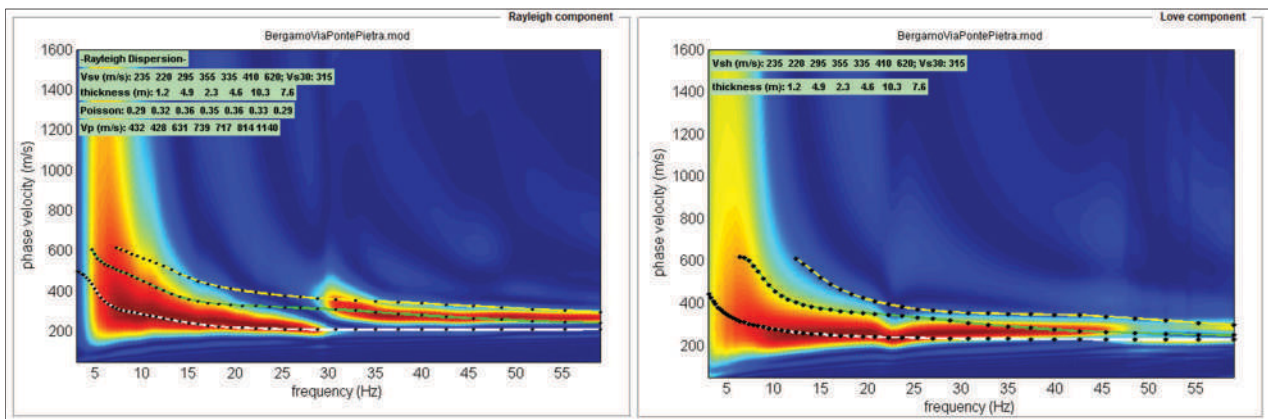 Rayleigh component
BergamoViaPontePietra.mod
-Rayleigh Dispersion-
Vsv (m/s): 235 220 295 355 335 410 620; Vs30: 315
thickness (m): 1.2 4.9 2.3 4.6 10.3 7.6
Poisson: 0.29 0.32 0.36 0.35 0.36 0.33 0.29
Vp (m/s): 432 428 631 739 717 814 1140
1600
1400
1200
1000
800
600
400
200
phase velocity (m/s)
5 10 15 20 25 30 35 40 45 50 55
frequency (Hz)
Love component
BergamoViaPontePietra.mod
Vsh (m/s): 235 220 295 355 335 410 620; Vs30: 315
thickness (m): 1.2 4.9 2.3 4.6 10.3 7.6
1600
1400
1200
1000
800
600
400
200
phase velocity (m/s)
5 10 15 20 25 30 35 40 45 50 55
frequency (Hz)